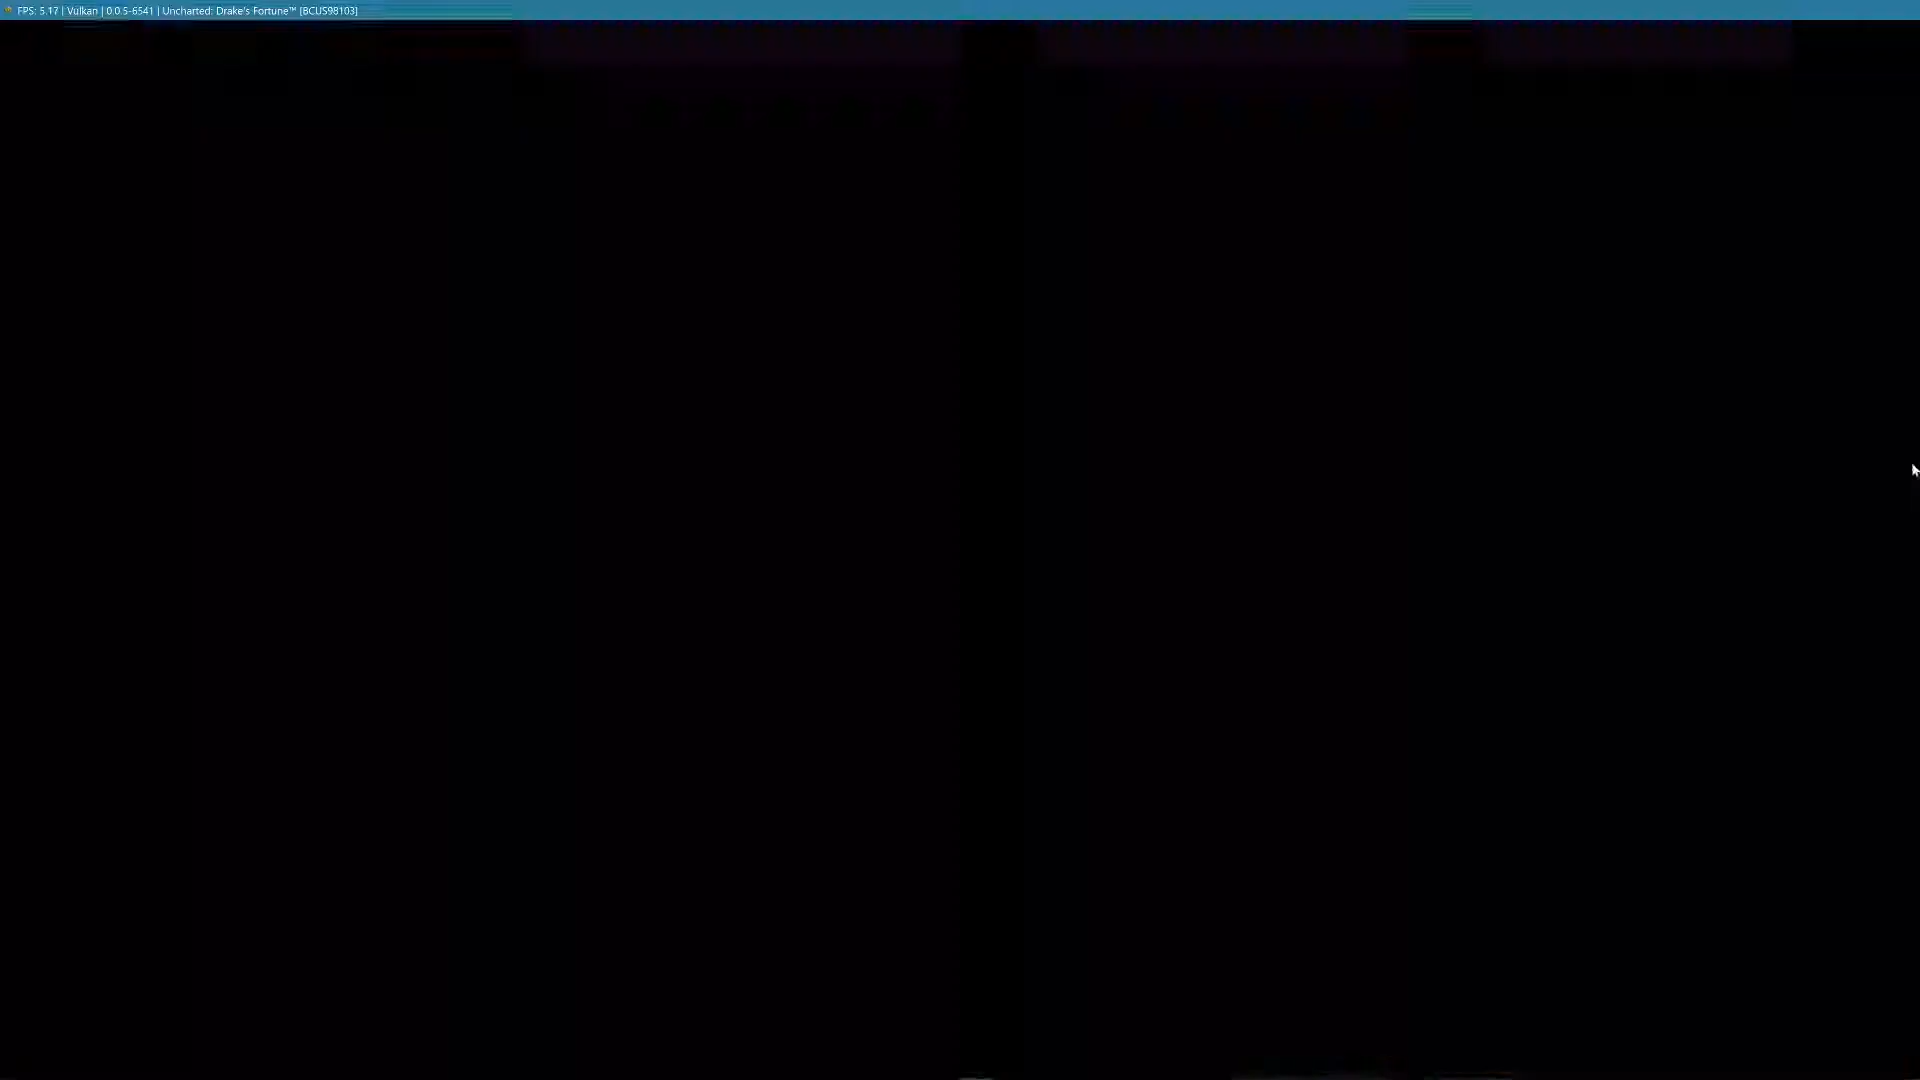 FPS: 5.17 | Vulkan | 0.0.5-6541 | Uncharted: Drake's Fortune™ [BCUS98103]